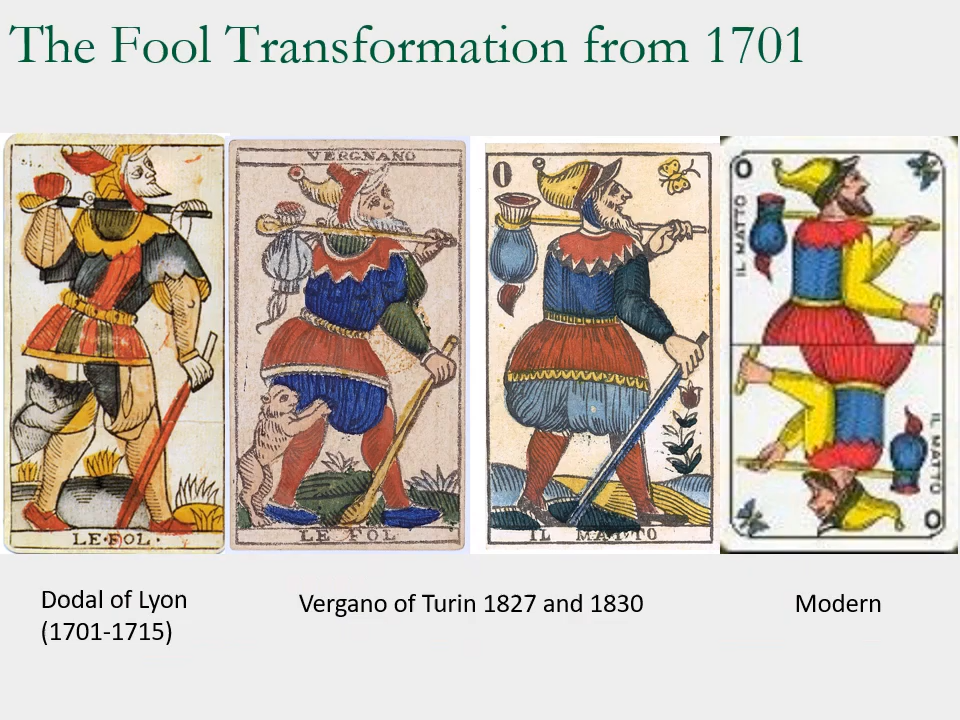 The Fool Transformation from 1701
VERGNANO
0
0
IL MATTO
IL MATTO
0
LE·FOL·
LE FOL
IL MATTO
Dodal of Lyon
(1701-1715)
Vergano of Turin 1827 and 1830
Modern